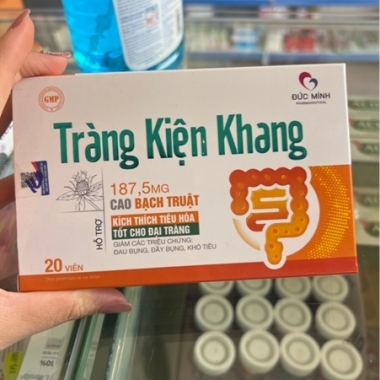 GMP
ĐỨC MINH
Tràng Kiện Khang
187,5MG
CAO BẠCH TRUẬT
HỖ TRỢ
KÍCH THÍCH TIÊU HÓA
TỐT CHO ĐẠI TRÀNG
GIẢM CÁC TRIỆU CHỨNG:
ĐAU BỤNG, ĐẦY BỤNG, KHÓ TIÊU
20 VIÊN